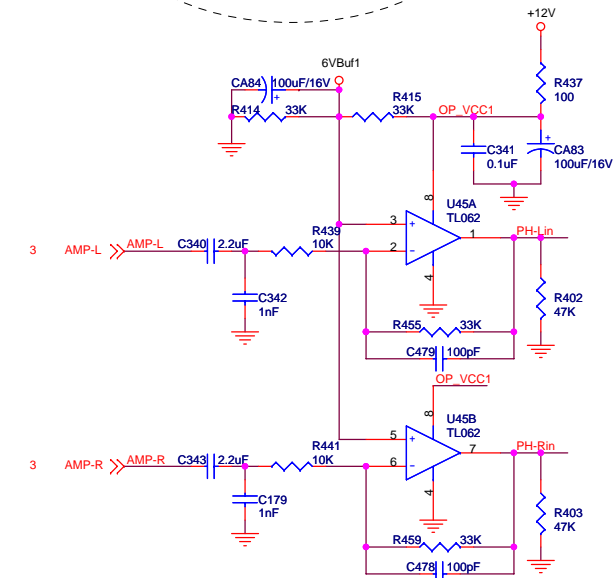 +12V
6VBuf1
CA84 100uF/16V
R437
100
R414 33K
R415
33K
OP_VCC1
C341
0.1uF
CA83
100uF/16V
8
U45A
TL062
3
+
R439
10K
3 AMP-L AMP-L C340 2.2uF
2
-
1
PH-Lin
4
C342
1nF
R402
47K
R455 33K
C479 100pF
OP_VCC1
8
U45B
TL062
5
+
R441
10K
3 AMP-R AMP-R C343 2.2uF
6
-
7
PH-Rin
4
C179
1nF
R403
47K
R459 33K
C478 100pF